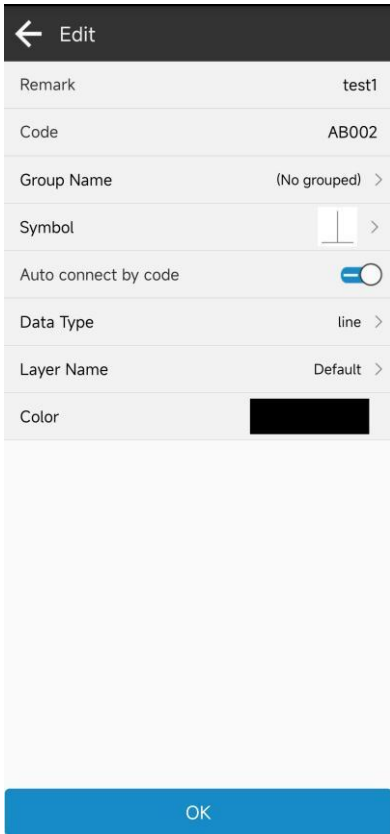 Edit
Remark test1
Code AB002
Group Name (No grouped)
Symbol
Auto connect by code
Data Type line
Layer Name Default
Color
OK